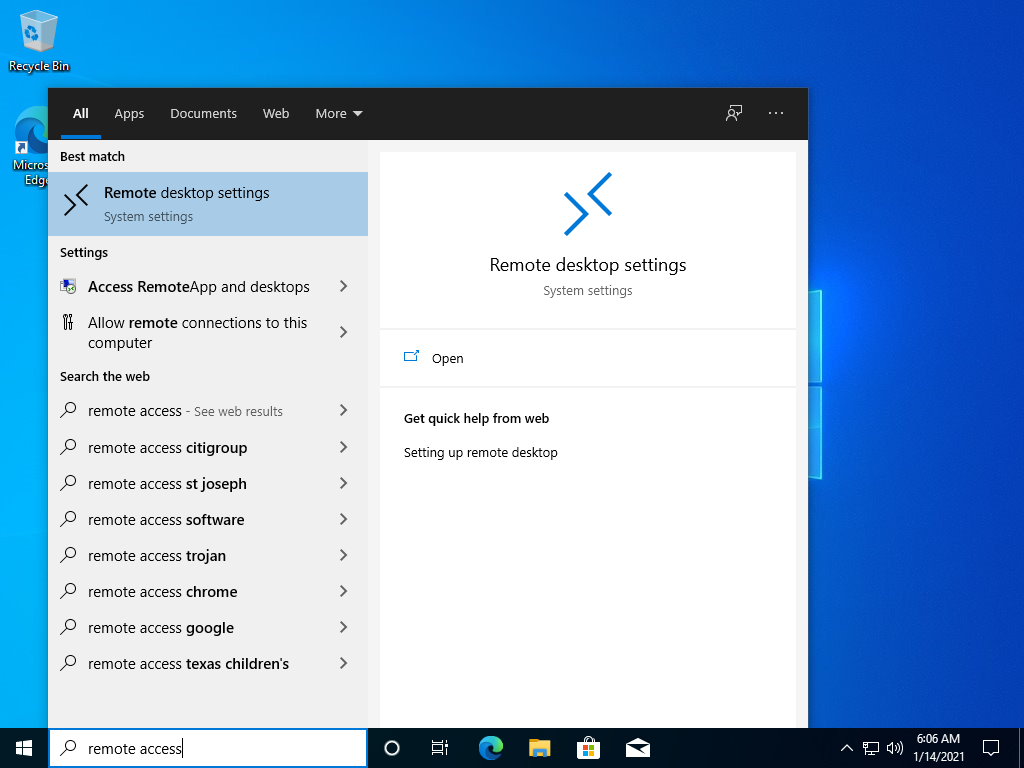 Recycle Bin
Micros
Edge
All Apps Documents Web More
Best match
Remote desktop settings
System settings
Settings
Access RemoteApp and desktops
Allow remote connections to this
computer
Search the web
remote access - See web results
remote access citigroup
remote access st joseph
remote access software
remote access trojan
remote access chrome
remote access google
remote access texas children's
Remote desktop settings
System settings
Open
Get quick help from web
Setting up remote desktop
remote access
6:06 AM
1/14/2021